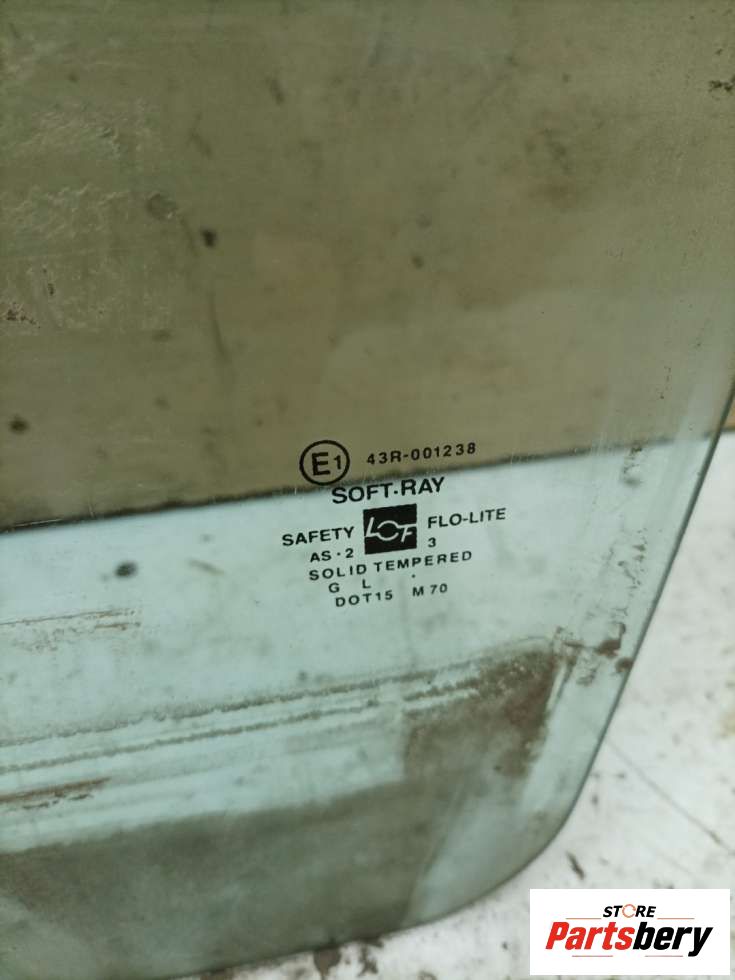 E1 43R-001238
SOFT-RAY
SAFETY LOF FLO-LITE
AS·2 3
SOLID TEMPERED
G L ·
DOT15 M70
STORE
Partsbery